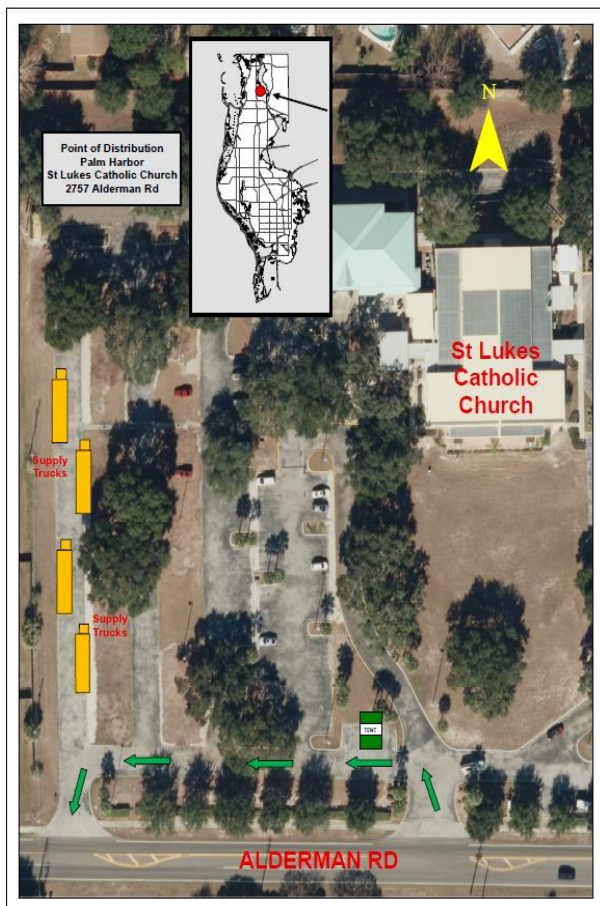 N
Point of Distribution
Palm Harbor
St Lukes Catholic Church
2757 Alderman Rd
St Lukes
Catholic
Church
Supply
Trucks
Supply
Trucks
TENT
ALDERMAN RD